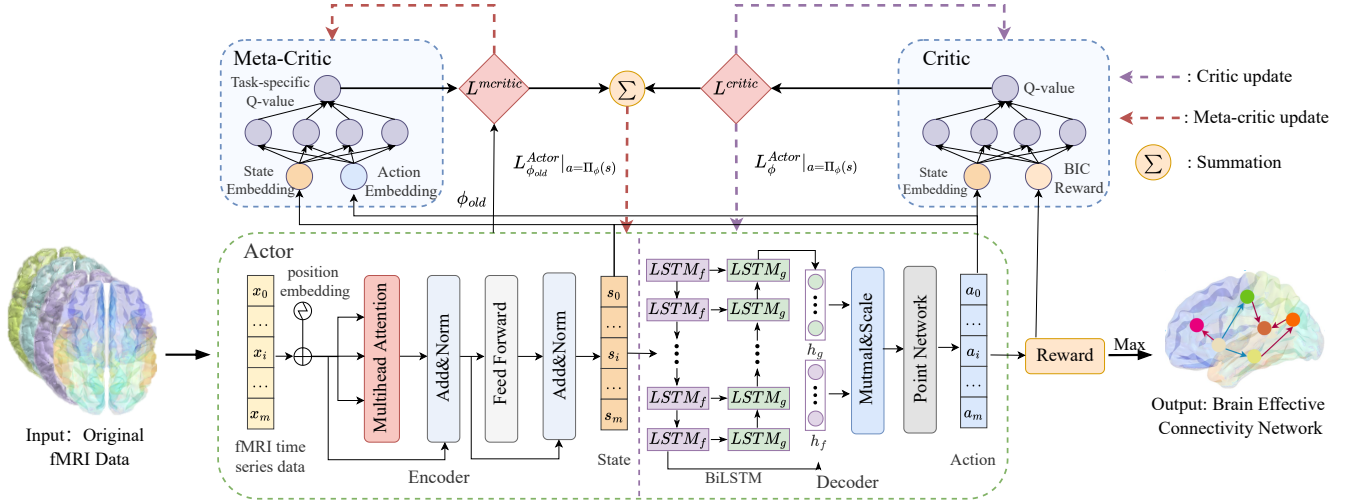 Meta-Critic
Task-specific
Q-value
State
Embedding
Action
Embedding
L^{mcritic}
∑
L^{critic}
Critic
Q-value
State
Embedding
BIC
Reward
: Critic update
: Meta-critic update
∑ : Summation
ϕ_{old}
L^{Actor}_{ϕ_{old}}|_{a=Π_ϕ(s)}
L^{Actor}_ϕ|_{a=Π_ϕ(s)}
Actor
position
embedding
x_0
...
x_i
...
x_m
fMRI time
series data
Multihead Attention
Add&Norm
Feed Forward
Add&Norm
Encoder
s_0
...
s_i
...
s_m
State
LSTM_f
LSTM_g
LSTM_f
LSTM_g
LSTM_f
LSTM_g
LSTM_f
LSTM_g
BiLSTM
h_g
h_f
Decoder
Mutmal&Scale
Point Network
a_0
...
a_i
...
a_m
Action
Reward
Max
Input: Original
fMRI Data
Output: Brain Effective
Connectivity Network